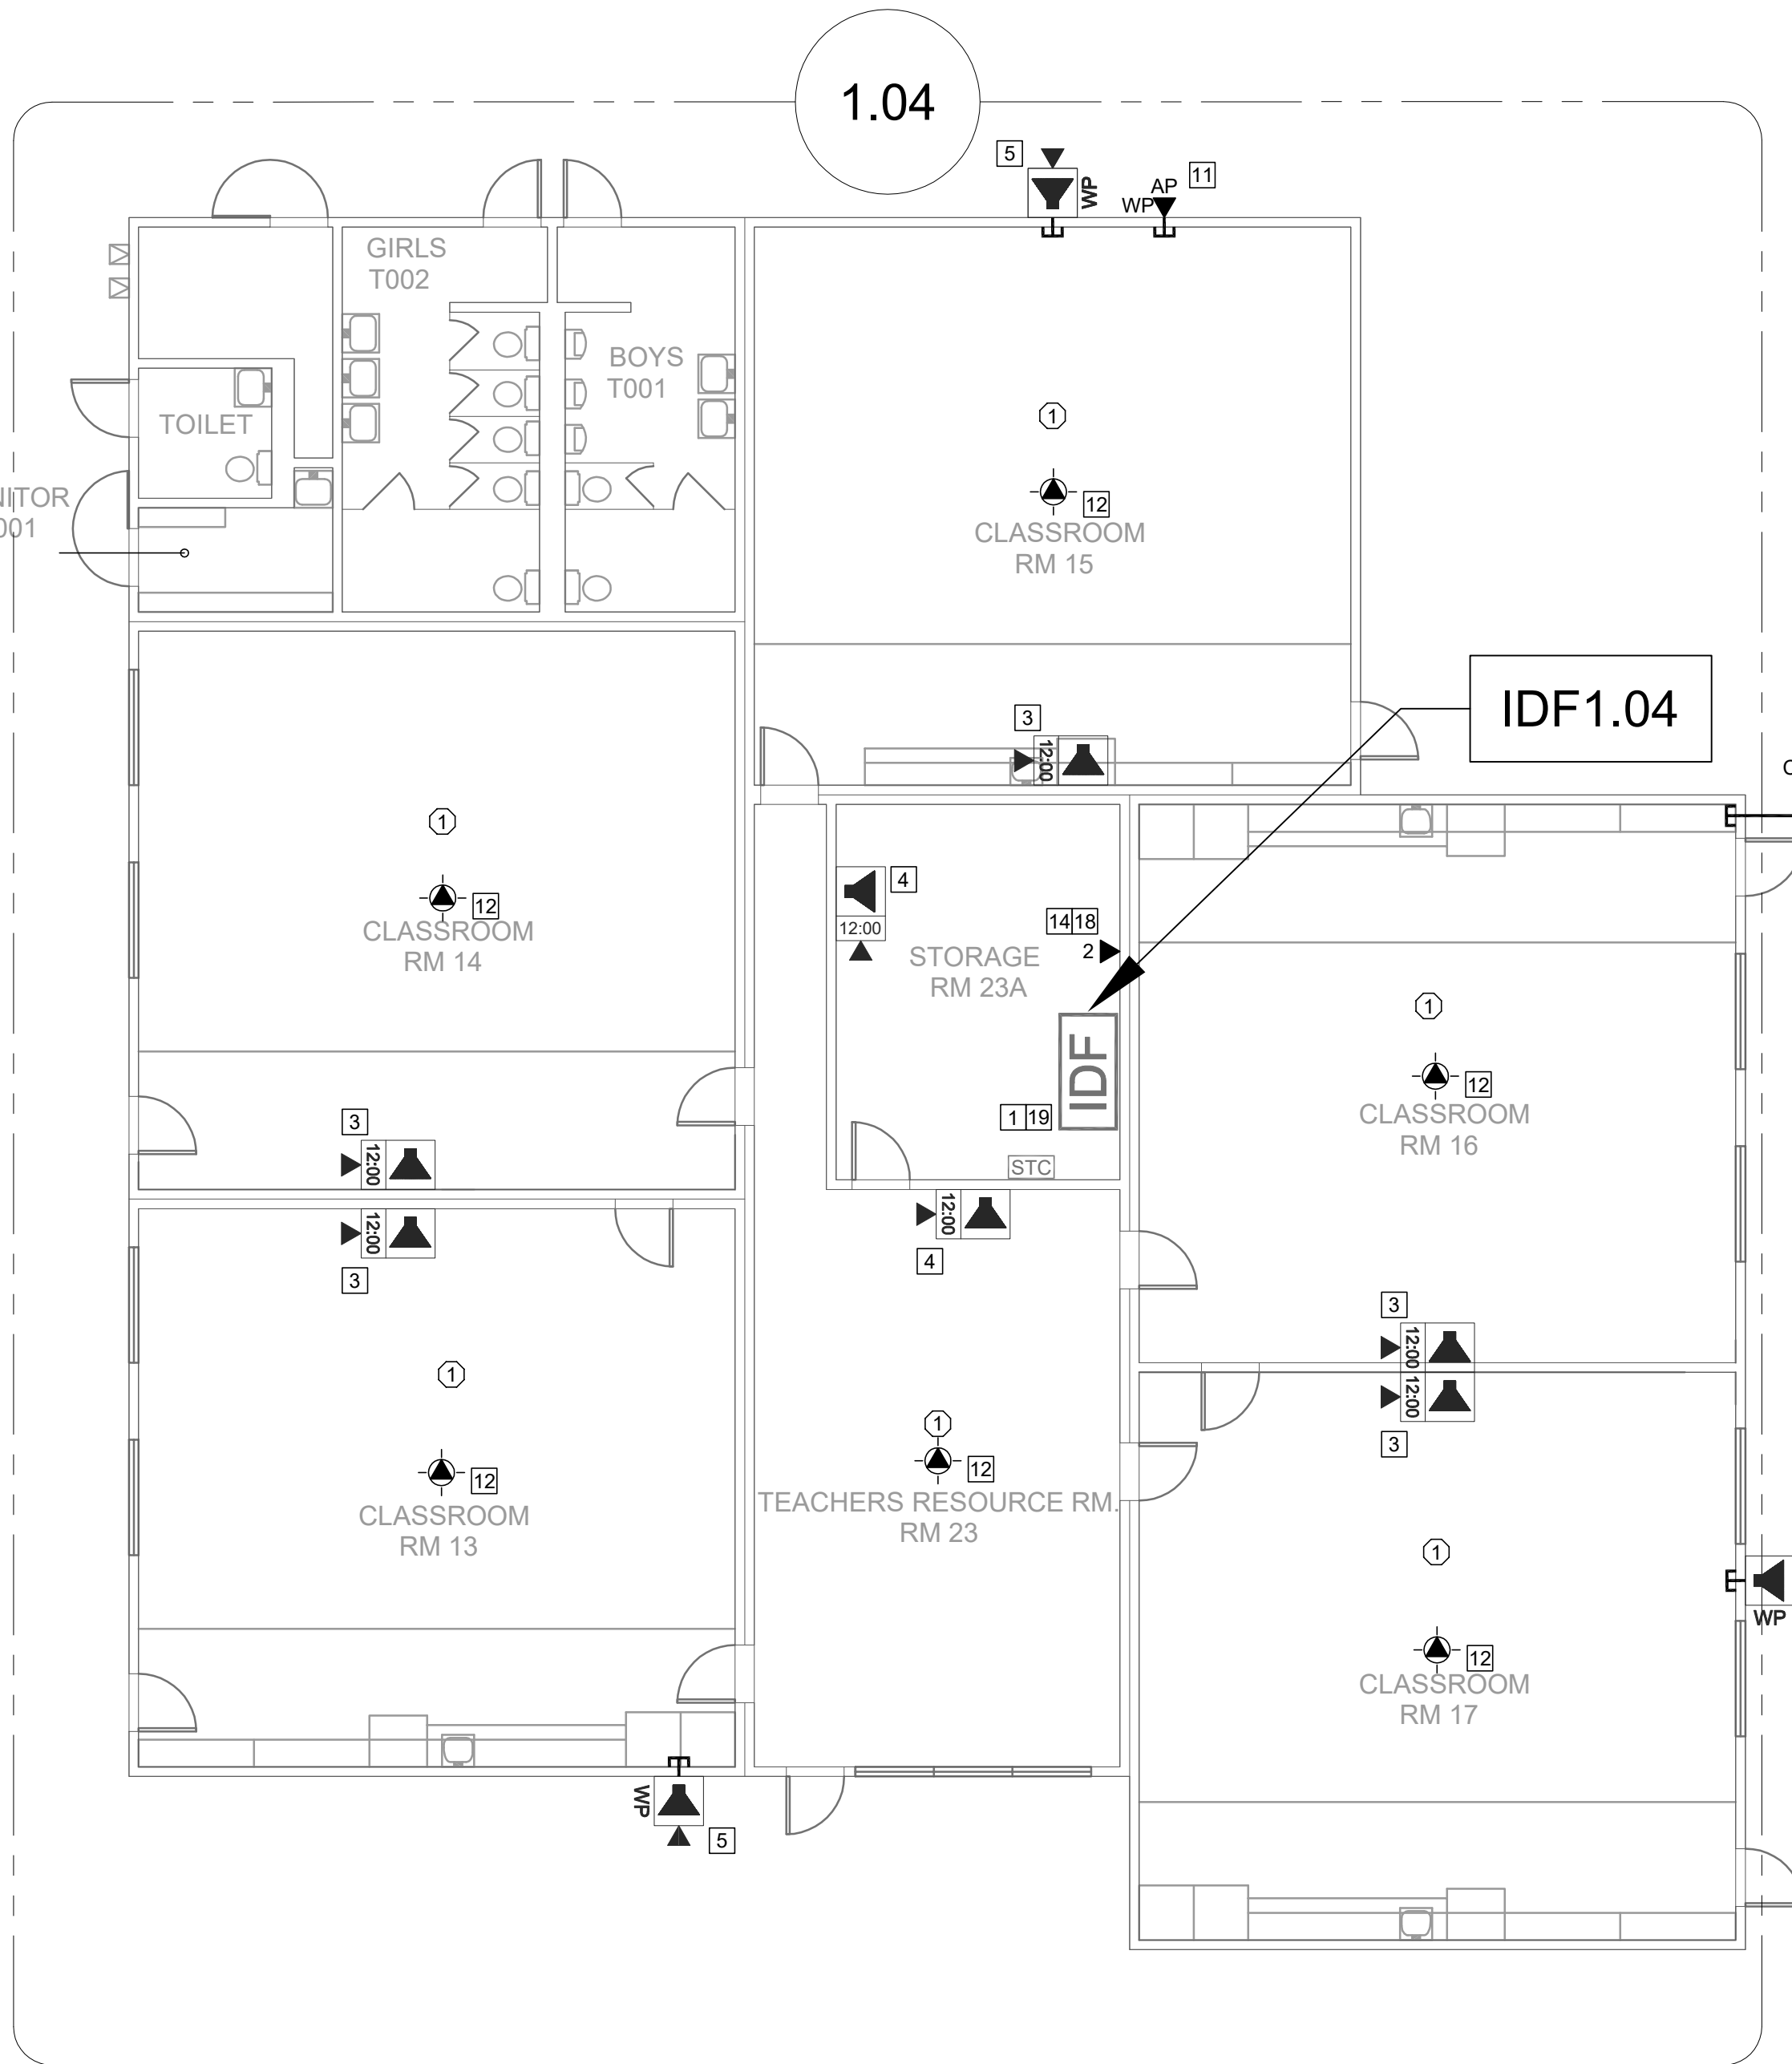 1.04
5
WP
AP
WP
11
GIRLS
T002
BOYS
T001
TOILET
NITOR
001
1
12
CLASSROOM
RM 15
IDF1.04
3
12:00
1
12
CLASSROOM
RM 14
4
12:00
14 18
2
STORAGE
RM 23A
IDF
1 19
STC
1
12
CLASSROOM
RM 16
3
12:00
12:00
3
12:00
4
3
12:00
12:00
3
1
12
CLASSROOM
RM 13
1
12
TEACHERS RESOURCE RM.
RM 23
1
12
CLASSROOM
RM 17
WP
WP
5